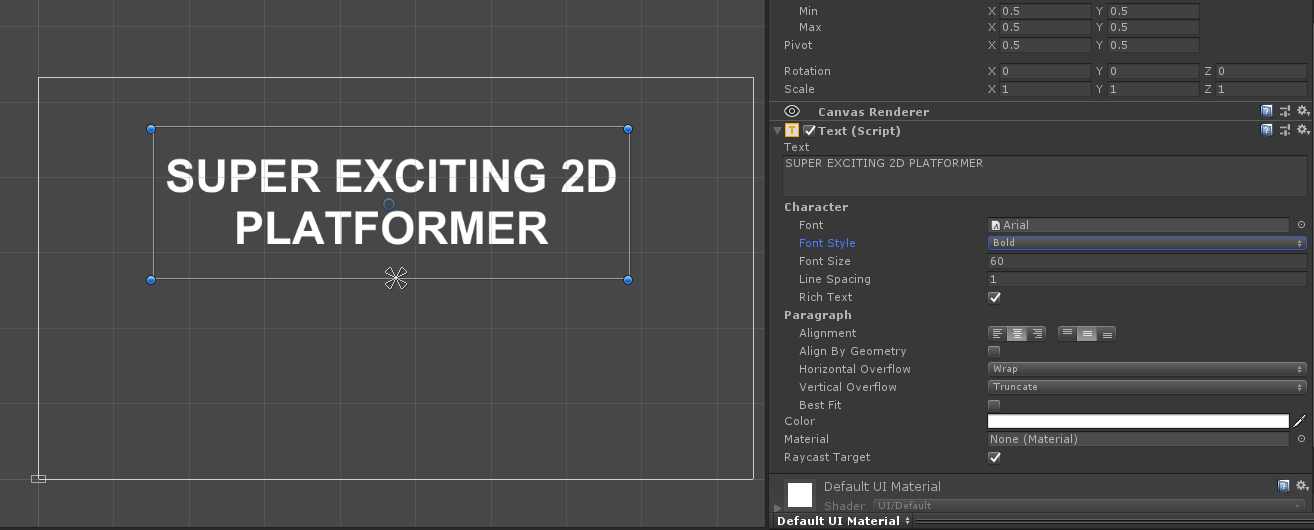 SUPER EXCITING 2D
PLATFORMER
Min X 0.5 Y 0.5
Max X 0.5 Y 0.5
Pivot X 0.5 Y 0.5
Rotation X 0 Y 0 Z 0
Scale X 1 Y 1 Z 1
Canvas Renderer
T Text (Script)
Text
SUPER EXCITING 2D PLATFORMER
Character
Font Arial
Font Style Bold
Font Size 60
Line Spacing 1
Rich Text
Paragraph
Alignment
Align By Geometry
Horizontal Overflow Wrap
Vertical Overflow Truncate
Best Fit
Color
Material None (Material)
Raycast Target
Default UI Material
Shader UI/Default
Default UI Material